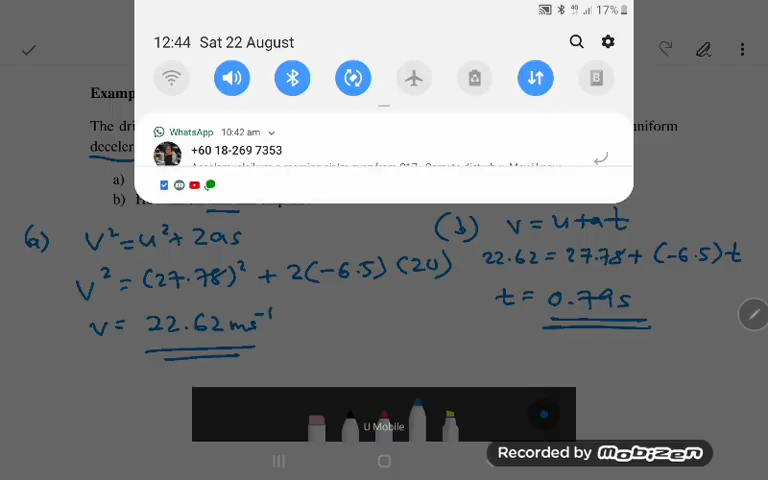 17%
12:44 Sat 22 August
Examp
The dri
uniform
deceler
WhatsApp 10:42 am
+60 18-269 7353
a)
b) H
(a) v² = u² + 2as
v² = (27.78)² + 2(-6.5)(20)
v = 22.62 ms⁻¹
(b) v = u + at
22.62 = 27.78 + (-6.5)t
t = 0.79s
U Mobile
Recorded by
MOBIZEN